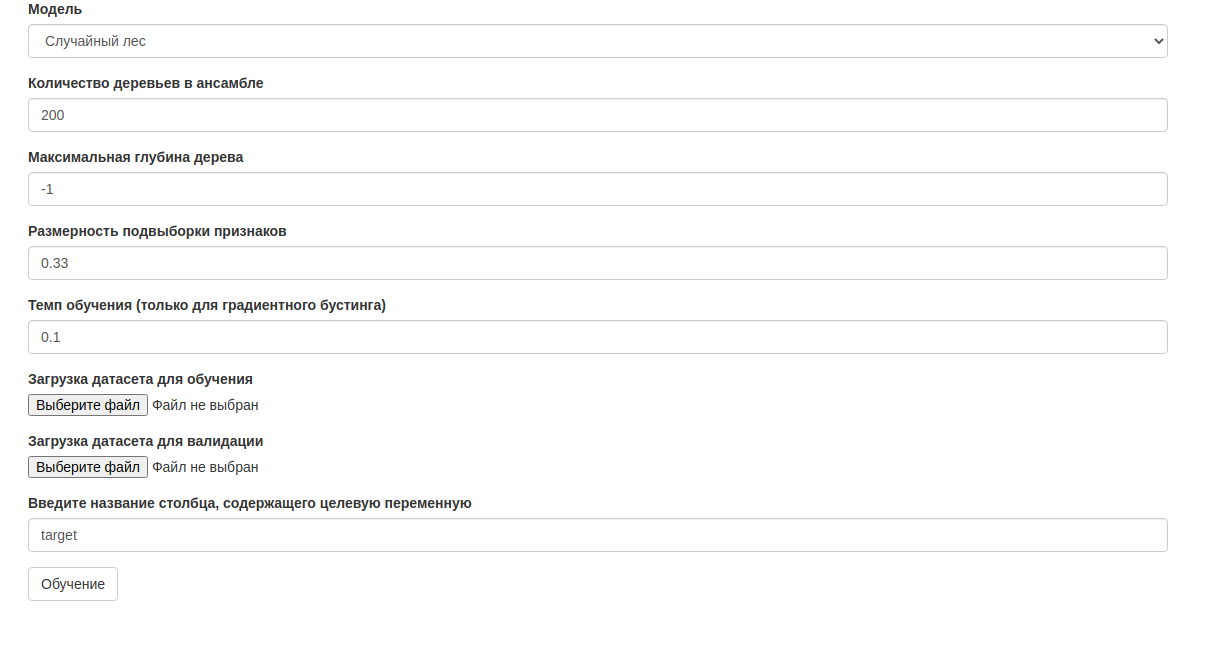 Модель
Случайный лес
Количество деревьев в ансамбле
200
Максимальная глубина дерева
-1
Размерность подвыборки признаков
0.33
Темп обучения (только для градиентного бустинга)
0.1
Загрузка датасета для обучения
Выберите файл Файл не выбран
Загрузка датасета для валидации
Выберите файл Файл не выбран
Введите название столбца, содержащего целевую переменную
target
Обучение